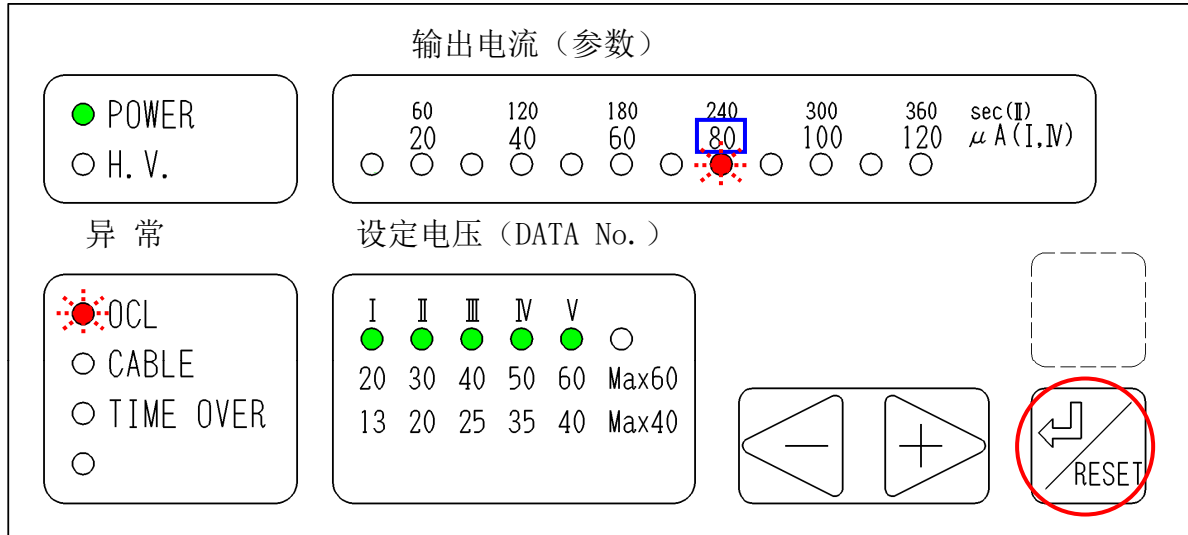 输出电流（参数）
POWER
H.V.
60 120 180 240 300 360 sec(Ⅱ)
20 40 60 80 100 120 μA(Ⅰ,Ⅳ)
异 常
设定电压（DATA No.）
OCL
CABLE
TIME OVER
Ⅰ Ⅱ Ⅲ Ⅳ Ⅴ
20 30 40 50 60 Max60
13 20 25 35 40 Max40
− +
RESET